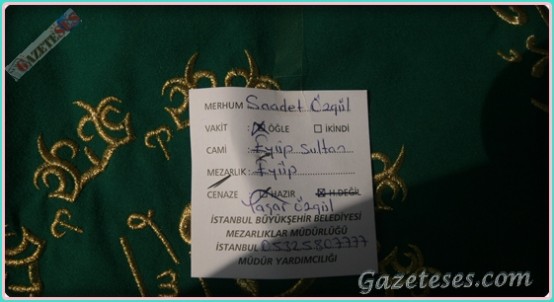 GAZETESES
MERHUM Saadet Özgül
VAKİT : ☒ ÖĞLE ☐ İKİNDİ
CAMİ : Eyüp Sultan
MEZARLIK : Eyüp
CENAZE ☒ HAZIR ☒ H.DEĞİL
Yaşar Özgül
İSTANBUL BÜYÜKŞEHİR BELEDİYESİ
MEZARLIKLAR MÜDÜRLÜĞÜ
İSTANBUL 05325807777
MÜDÜR YARDIMCILIĞI
Gazeteses.com